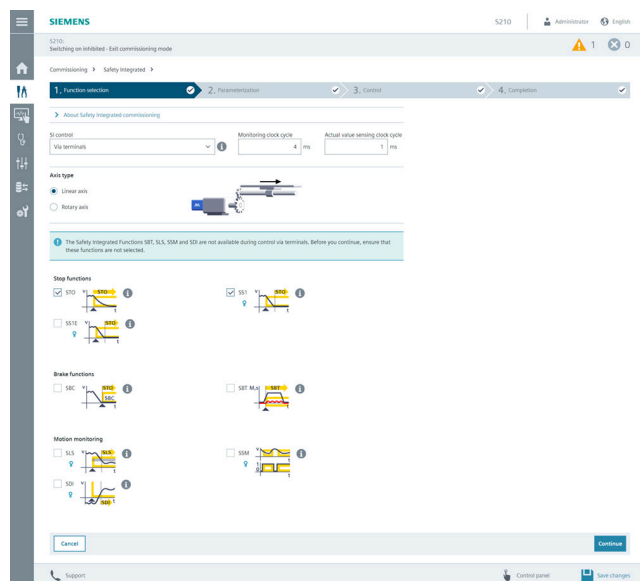 SIEMENS
S210
Administrator
English
S210:
Switching on inhibited - Exit commissioning mode
1
0
Commissioning > Safety Integrated >
1. Function selection
2. Parameterization
3. Control
4. Completion
> About Safety Integrated commissioning
SI control
Monitoring clock cycle
Actual value sensing clock cycle
Via terminals
4 ms
1 ms
Axis type
Linear axis
Rotary axis
The Safety Integrated Functions SBT, SLS, SSM and SDI are not available during control via terminals. Before you continue, ensure that
these functions are not selected.
Stop functions
STO
v
STO
t
SS1
v
STO
t
SS1E
v
STO
t
Brake functions
SBC
v
STO
SBC
t
SBT
M,s
SBT
t
Motion monitoring
SLS
v
SLS
t
SSM
v
1
0
t
SDI
v
SDI
t
Cancel
Continue
Support
Control panel
Save changes